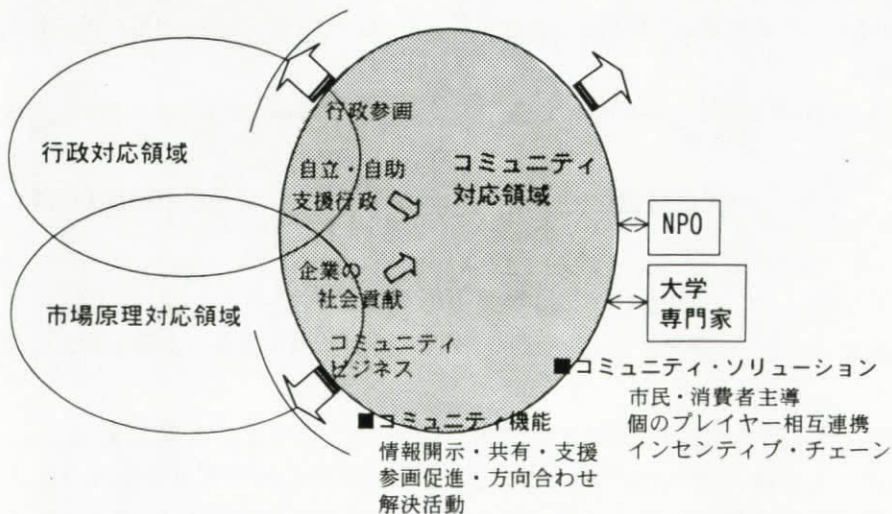 行政対応領域
市場原理対応領域
行政参画
自立・自助
支援行政
企業の
社会貢献
コミュニティ
ビジネス
コミュニティ
対応領域
NPO
大学
専門家
■コミュニティ・ソリューション
市民・消費者主導
個のプレイヤー相互連携
インセンティブ・チェーン
■コミュニティ機能
情報開示・共有・支援
参画促進・方向合わせ
解決活動